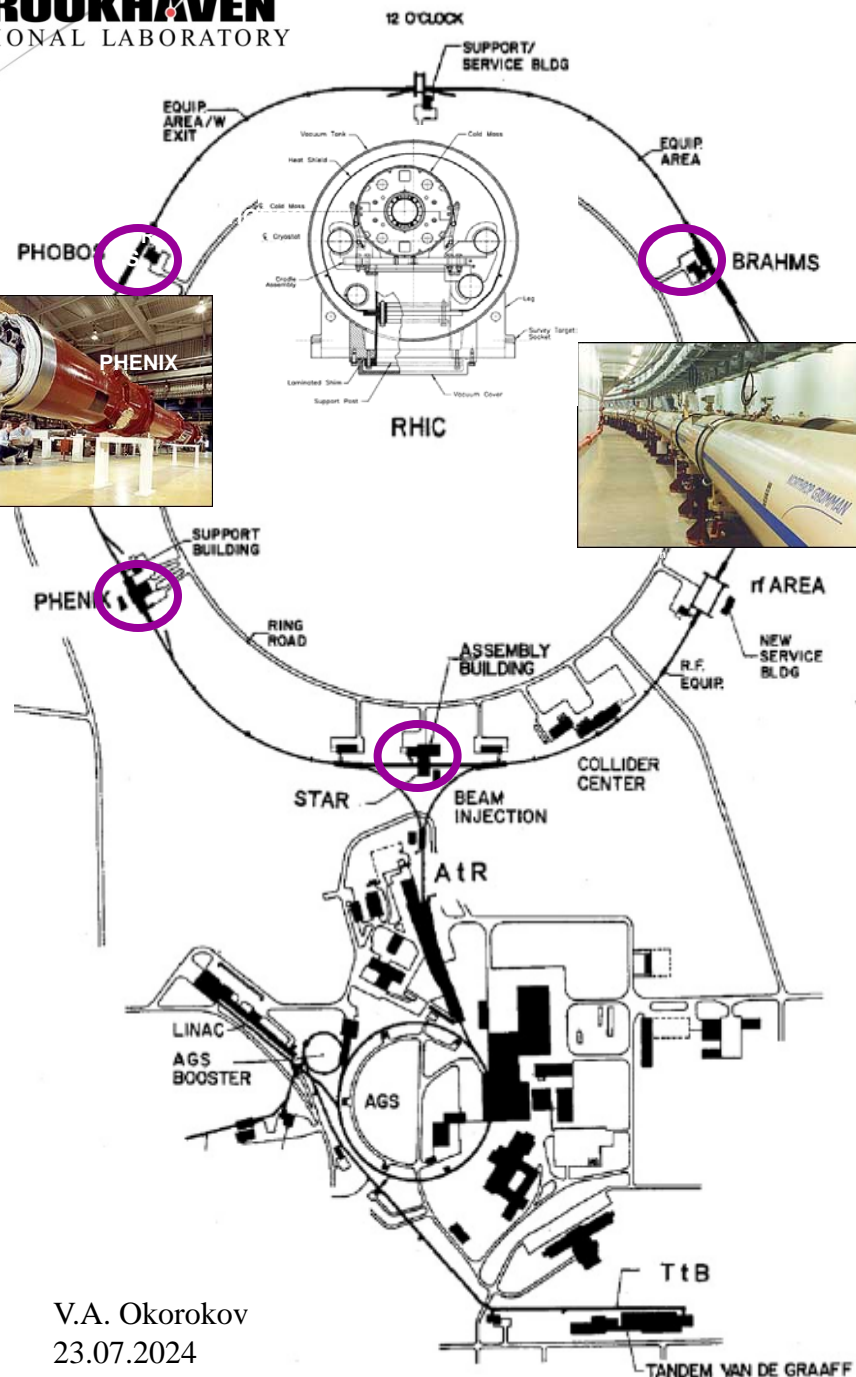 BROOKHAVEN
IONAL LABORATORY
12 O'CLOCK
SUPPORT/
SERVICE BLDG
EQUIP.
AREA/W
EXIT
EQUIP.
AREA
Vacuum Tank
Cold Mass
Heat Shield
℄ Cold Mass
℄ Cryostat
Cradle
Assembly
Leg
Survey Target
Socket
Laminated Shim
Support Post
Vacuum Cover
RHIC
PHOBOS
BRAHMS
PHENIX
NORTHROP GRUMMAN
SUPPORT
BUILDING
PHENIX
rf AREA
RING
ROAD
ASSEMBLY
BUILDING
NEW
SERVICE
BLDG
R.F.
EQUIP.
COLLIDER
CENTER
STAR
BEAM
INJECTION
AtR
LINAC
AGS
BOOSTER
AGS
TtB
TANDEM VAN DE GRAAFF
V.A. Okorokov
23.07.2024